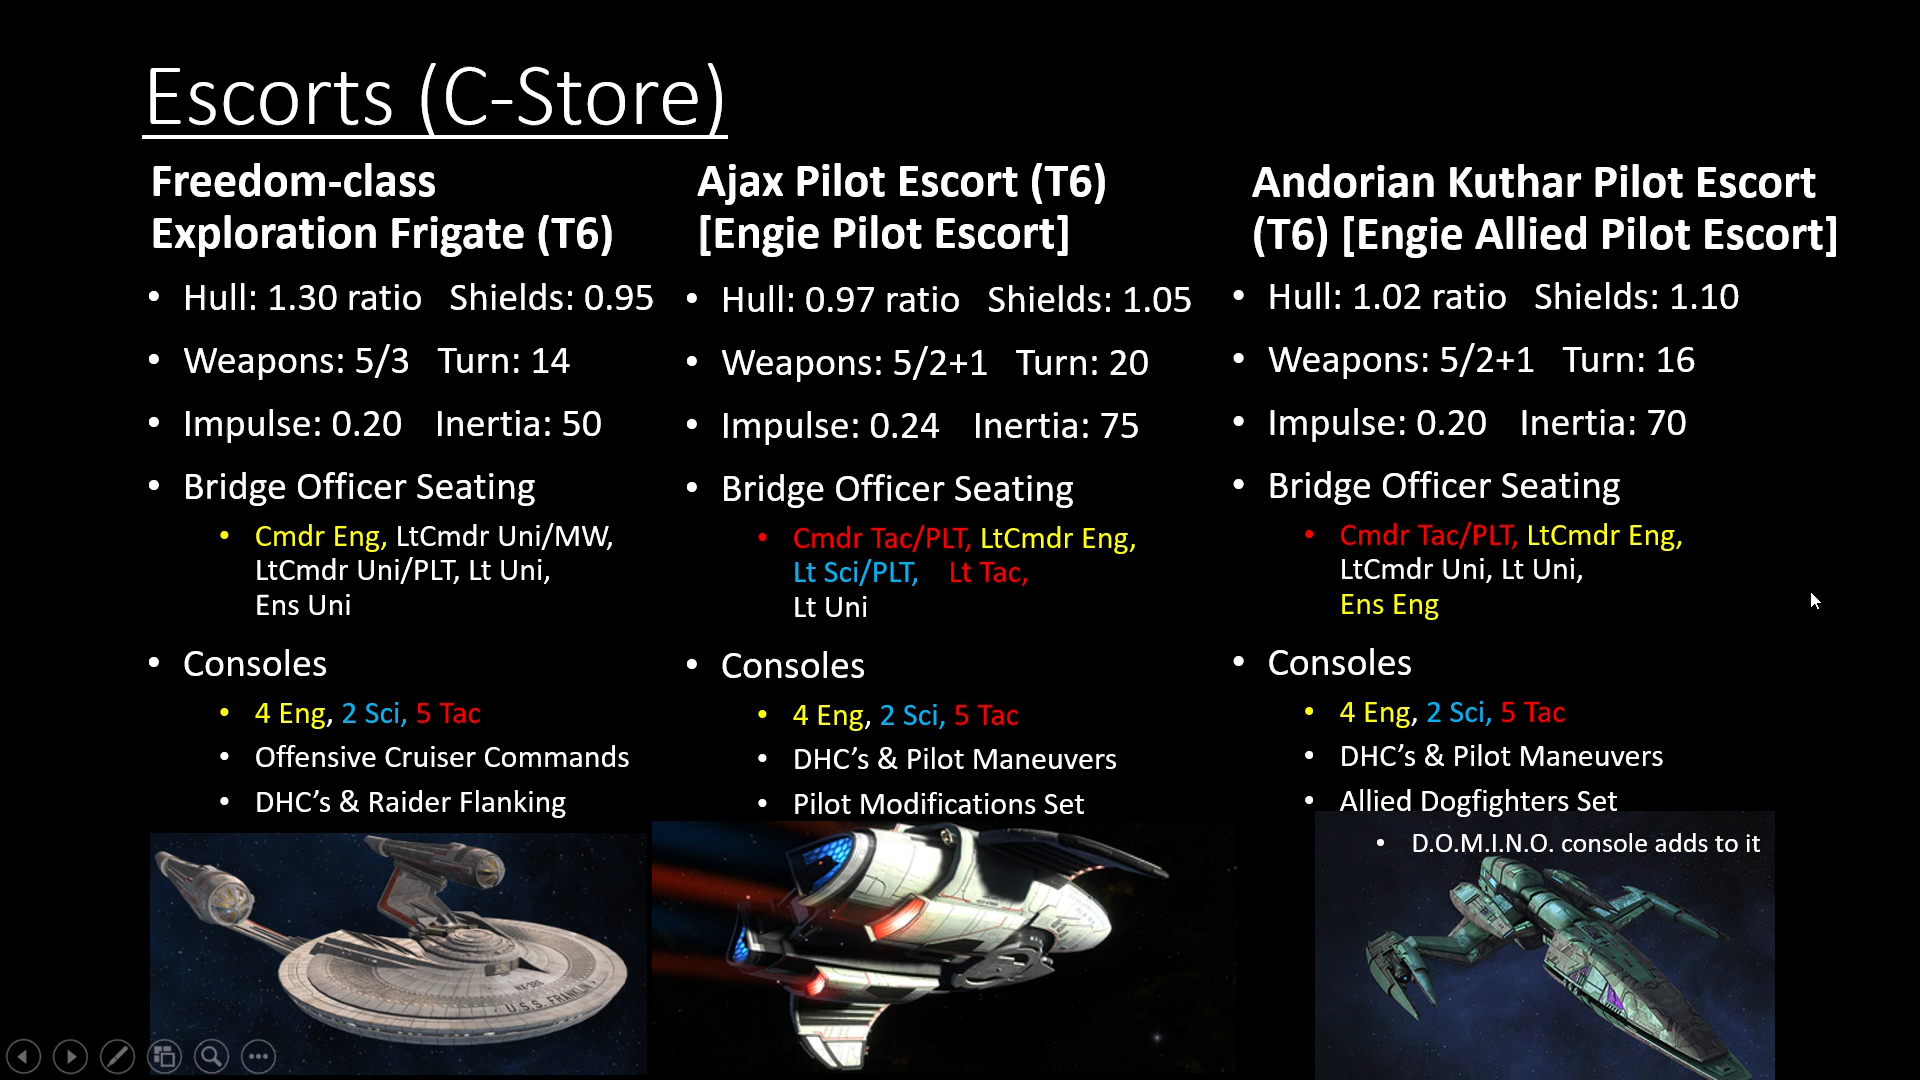 Escorts (C-Store)
Freedom-class
Exploration Frigate (T6)
• Hull: 1.30 ratio Shields: 0.95
• Weapons: 5/3 Turn: 14
• Impulse: 0.20 Inertia: 50
• Bridge Officer Seating
• Cmdr Eng, LtCmdr Uni/MW,
LtCmdr Uni/PLT, Lt Uni,
Ens Uni
• Consoles
• 4 Eng, 2 Sci, 5 Tac
• Offensive Cruiser Commands
• DHC's & Raider Flanking
NX-326
U.S.S. FRANKLIN
Ajax Pilot Escort (T6)
[Engie Pilot Escort]
• Hull: 0.97 ratio Shields: 1.05
• Weapons: 5/2+1 Turn: 20
• Impulse: 0.24 Inertia: 75
• Bridge Officer Seating
• Cmdr Tac/PLT, LtCmdr Eng,
Lt Sci/PLT, Lt Tac,
Lt Uni
• Consoles
• 4 Eng, 2 Sci, 5 Tac
• DHC's & Pilot Maneuvers
• Pilot Modifications Set
Andorian Kuthar Pilot Escort
(T6) [Engie Allied Pilot Escort]
• Hull: 1.02 ratio Shields: 1.10
• Weapons: 5/2+1 Turn: 16
• Impulse: 0.20 Inertia: 70
• Bridge Officer Seating
• Cmdr Tac/PLT, LtCmdr Eng,
LtCmdr Uni, Lt Uni,
Ens Eng
• Consoles
• 4 Eng, 2 Sci, 5 Tac
• DHC's & Pilot Maneuvers
• Allied Dogfighters Set
• D.O.M.I.N.O. console adds to it